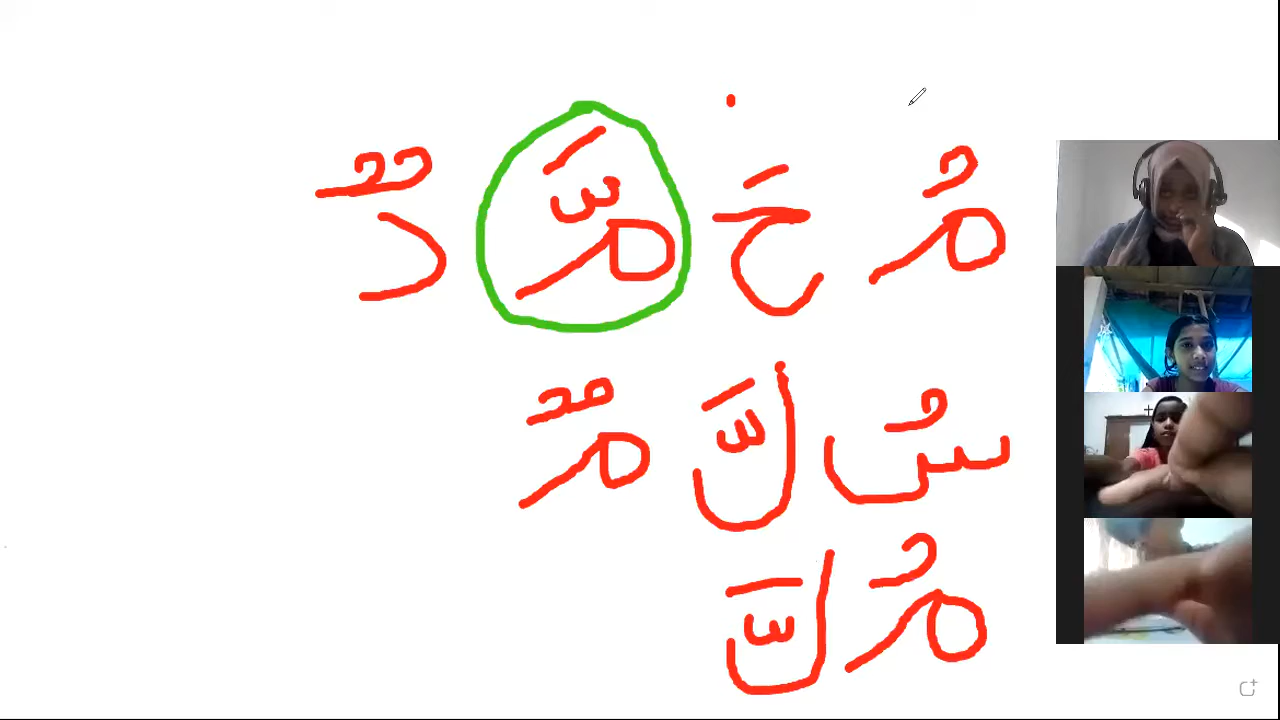 مُ حَ مَّ دٌ
سُ لَّ مٌ
مُ لَّ